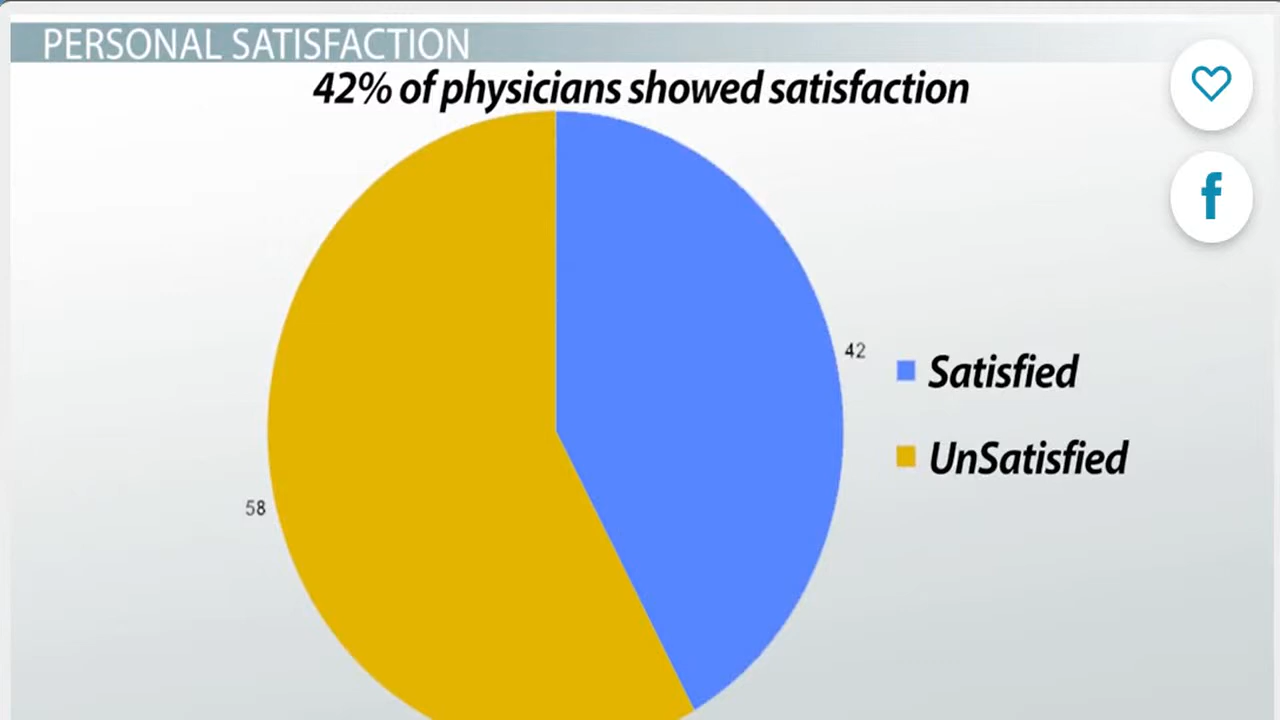 PERSONAL SATISFACTION
42% of physicians showed satisfaction
42
Satisfied
UnSatisfied
58
f